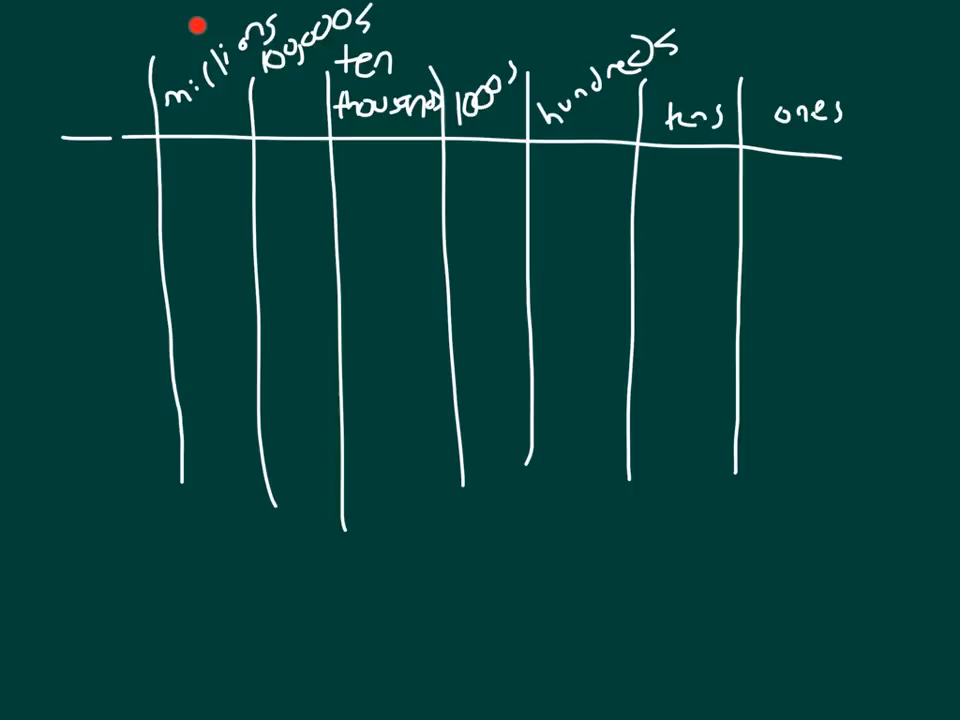 millions
100,000s
ten
thousands
1000s
hundreds
tens
ones